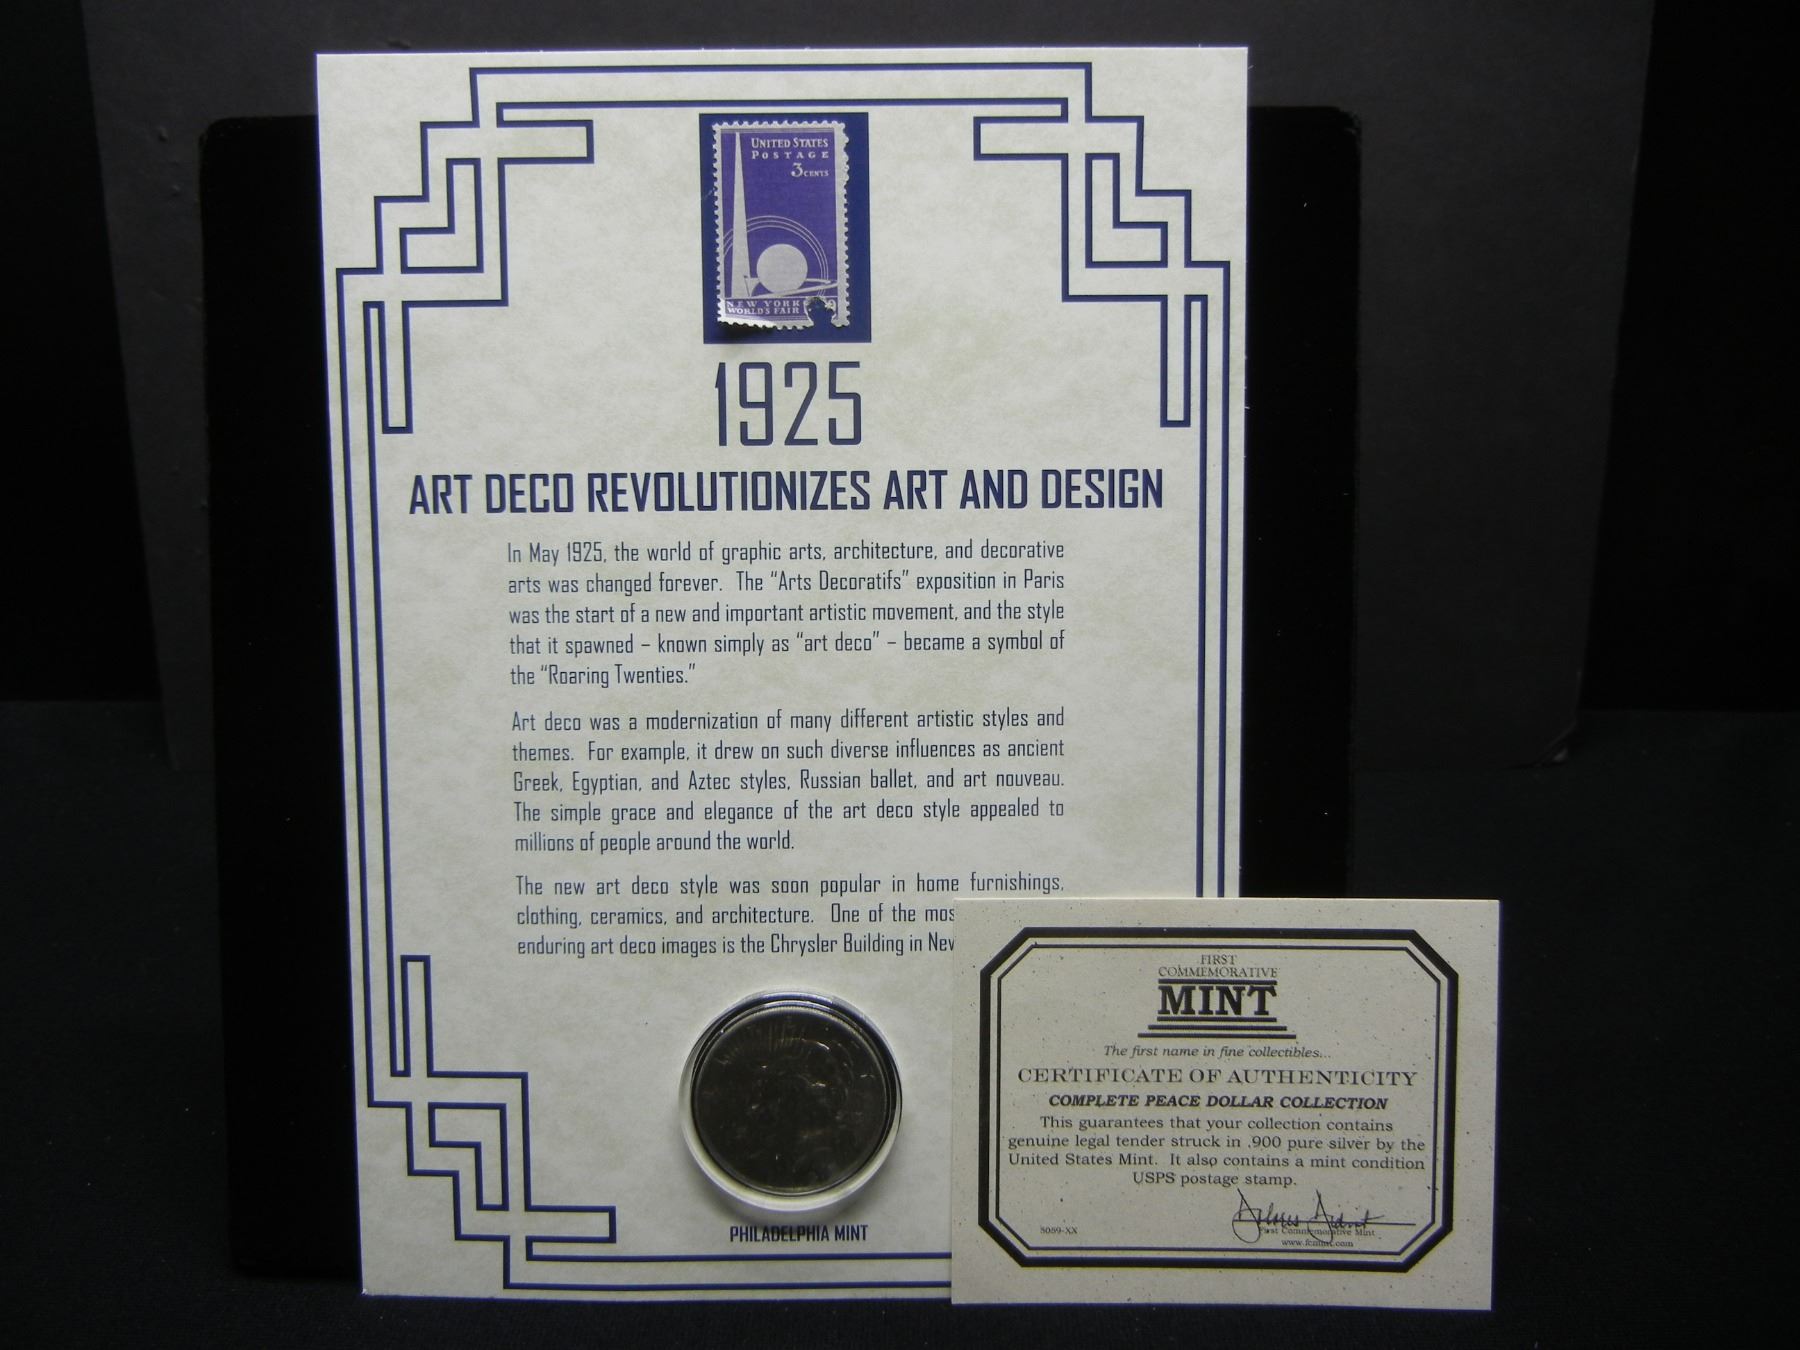 UNITED STATES
POSTAGE
3 CENTS
NEW YORK
WORLD'S FAIR
1925
ART DECO REVOLUTIONIZES ART AND DESIGN
In May 1925, the world of graphic arts, architecture, and decorative
arts was changed forever. The “Arts Decoratifs” exposition in Paris
was the start of a new and important artistic movement, and the style
that it spawned – known simply as “art deco” – became a symbol of
the “Roaring Twenties.”
Art deco was a modernization of many different artistic styles and
themes. For example, it drew on such diverse influences as ancient
Greek, Egyptian, and Aztec styles, Russian ballet, and art nouveau.
The simple grace and elegance of the art deco style appealed to
millions of people around the world.
The new art deco style was soon popular in home furnishings,
clothing, ceramics, and architecture. One of the mos
enduring art deco images is the Chrysler Building in New
PHILADELPHIA MINT
FIRST
COMMEMORATIVE
MINT
The first name in fine collectibles...
CERTIFICATE OF AUTHENTICITY
COMPLETE PEACE DOLLAR COLLECTION
This guarantees that your collection contains
genuine legal tender struck in .900 pure silver by the
United States Mint. It also contains a mint condition
USPS postage stamp.
First Commemorative Mint
www.fcmint.com
5059-XX